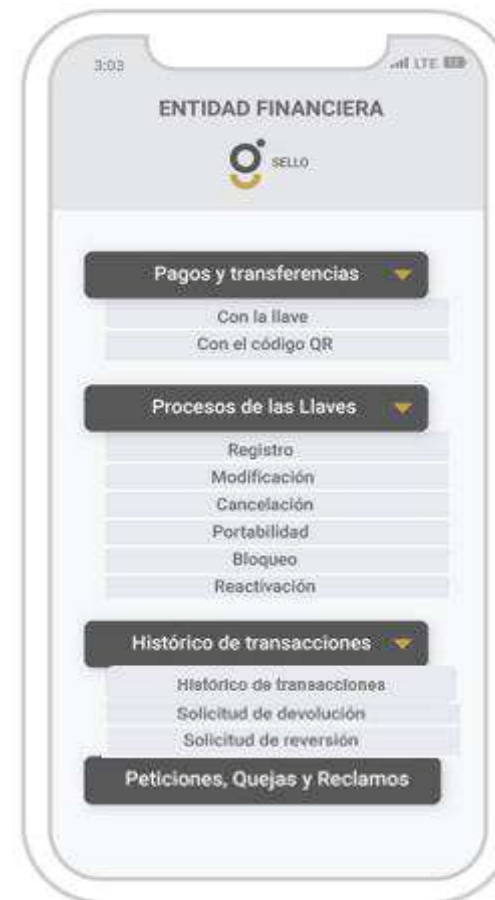 3:03
LTE
ENTIDAD FINANCIERA
SELLO
Pagos y transferencias
Con la llave
Con el código QR
Procesos de las Llaves
Registro
Modificación
Cancelación
Portabilidad
Bloqueo
Reactivación
Histórico de transacciones
Histórico de transacciones
Solicitud de devolución
Solicitud de reversión
Peticiones, Quejas y Reclamos